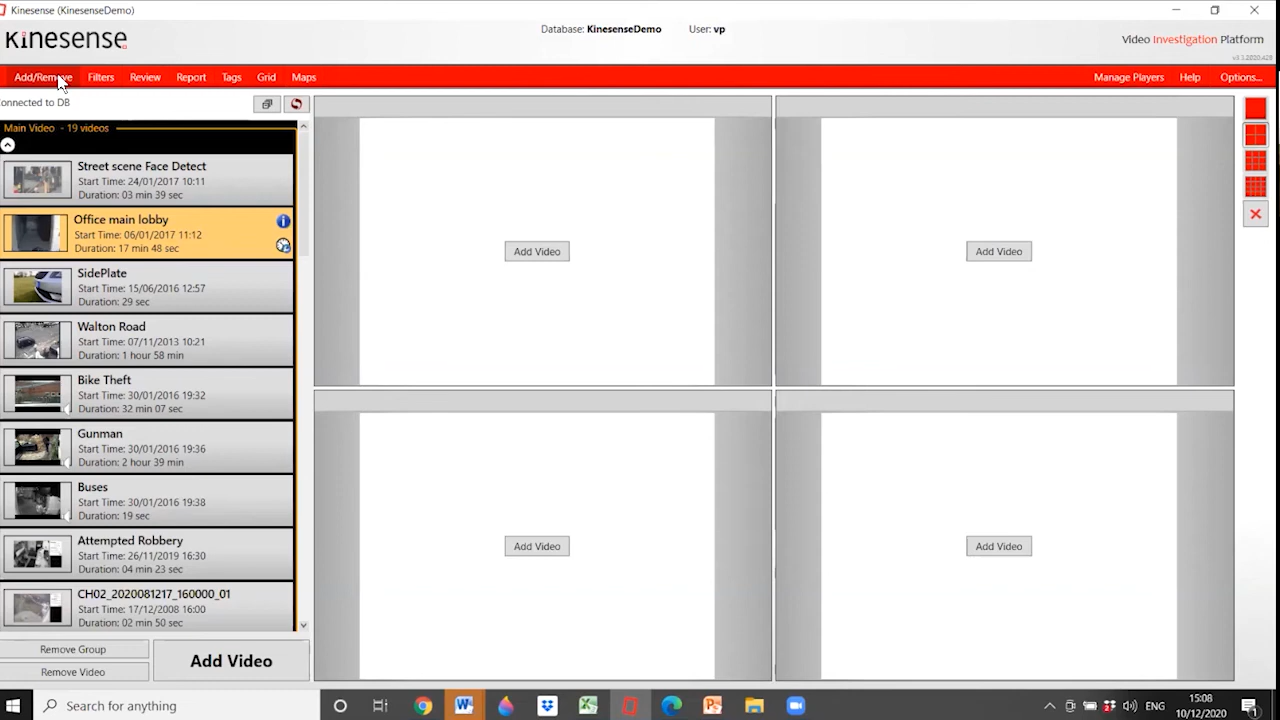 Kinesense (KinesenseDemo)
kinesense
Database: KinesenseDemo User: vp
Video Investigation Platform
Add/Remove Filters Review Report Tags Grid Maps Manage Players Help Options...
onnected to DB
Main Video - 19 videos
Street scene Face Detect
Start Time: 24/01/2017 10:11
Duration: 03 min 39 sec
Office main lobby
Start Time: 06/01/2017 11:12
Duration: 17 min 48 sec
SidePlate
Start Time: 15/06/2016 12:57
Duration: 29 sec
Walton Road
Start Time: 07/11/2013 10:21
Duration: 1 hour 58 min
Bike Theft
Start Time: 30/01/2016 19:32
Duration: 32 min 07 sec
Gunman
Start Time: 30/01/2016 19:36
Duration: 2 hour 39 min
Buses
Start Time: 30/01/2016 19:38
Duration: 19 sec
Attempted Robbery
Start Time: 26/11/2019 16:30
Duration: 04 min 23 sec
CH02_2020081217_160000_01
Start Time: 17/12/2008 16:00
Duration: 02 min 50 sec
Remove Group
Remove Video
Add Video
Add Video
Add Video
Add Video
Add Video
Search for anything
ENG
15:08
10/12/2020